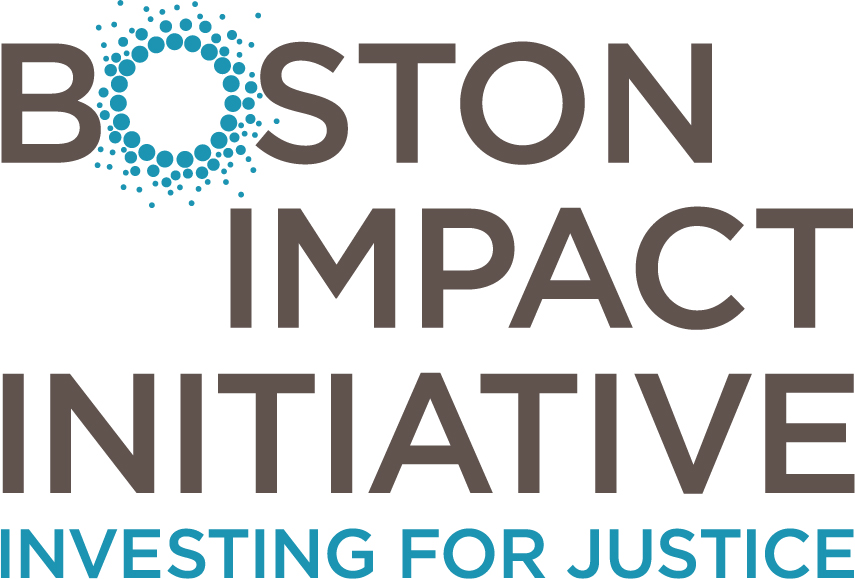 BOSTON
IMPACT
INITIATIVE
INVESTING FOR JUSTICE